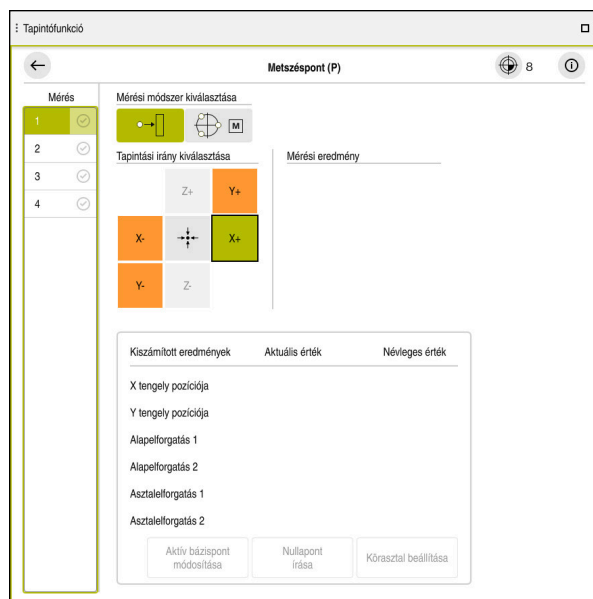 Tapintófunkció
Metszéspont (P)
8
Mérés
Mérési módszer kiválasztása
1
M
2
Tapintási irány kiválasztása
Mérési eredmény
3
Z+
Y+
4
X-
X+
Y-
Z-
Kiszámított eredmények
Aktuális érték
Névleges érték
X tengely pozíciója
Y tengely pozíciója
Alapelforgatás 1
Alapelforgatás 2
Asztalelforgatás 1
Asztalelforgatás 2
Aktív bázispont
módosítása
Nullapont
írása
Körasztal beállítása